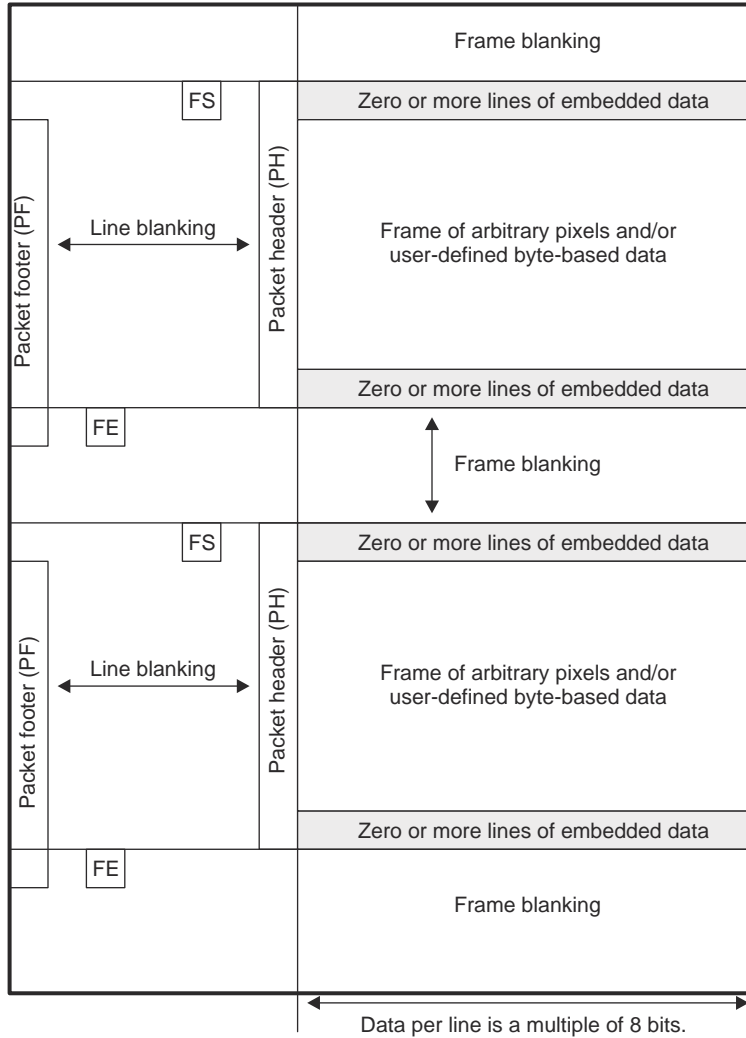 Frame blanking
FS
Zero or more lines of embedded data
Packet footer (PF)
Line blanking
Packet header (PH)
Frame of arbitrary pixels and/or
user-defined byte-based data
Zero or more lines of embedded data
FE
Frame blanking
FS
Zero or more lines of embedded data
Packet footer (PF)
Line blanking
Packet header (PH)
Frame of arbitrary pixels and/or
user-defined byte-based data
Zero or more lines of embedded data
FE
Frame blanking
Data per line is a multiple of 8 bits.